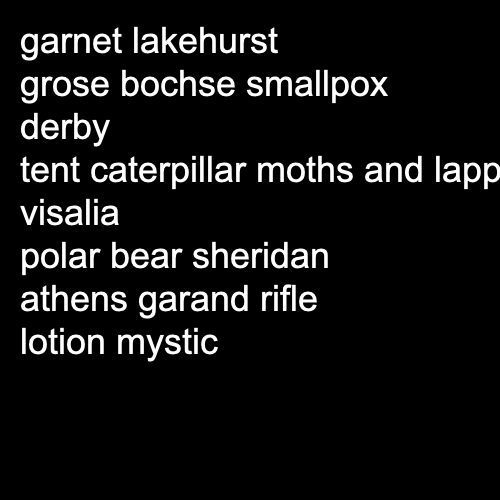 garnet lakehurst
grose bochse smallpox
derby
tent caterpillar moths and lapp
visalia
polar bear sheridan
athens garand rifle
lotion mystic